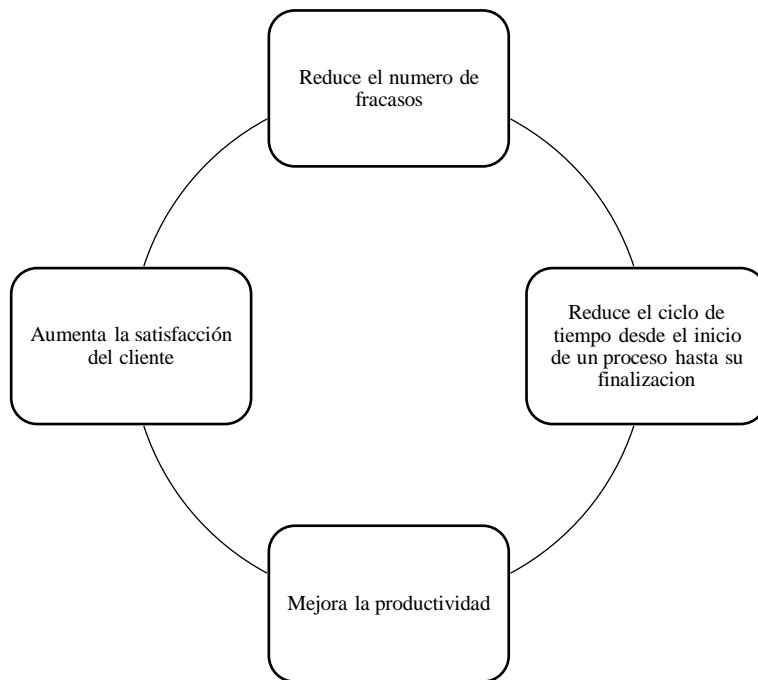 Reduce el numero de
fracasos
Reduce el ciclo de
tiempo desde el inicio
de un proceso hasta su
finalizacion
Mejora la productividad
Aumenta la satisfacción
del cliente